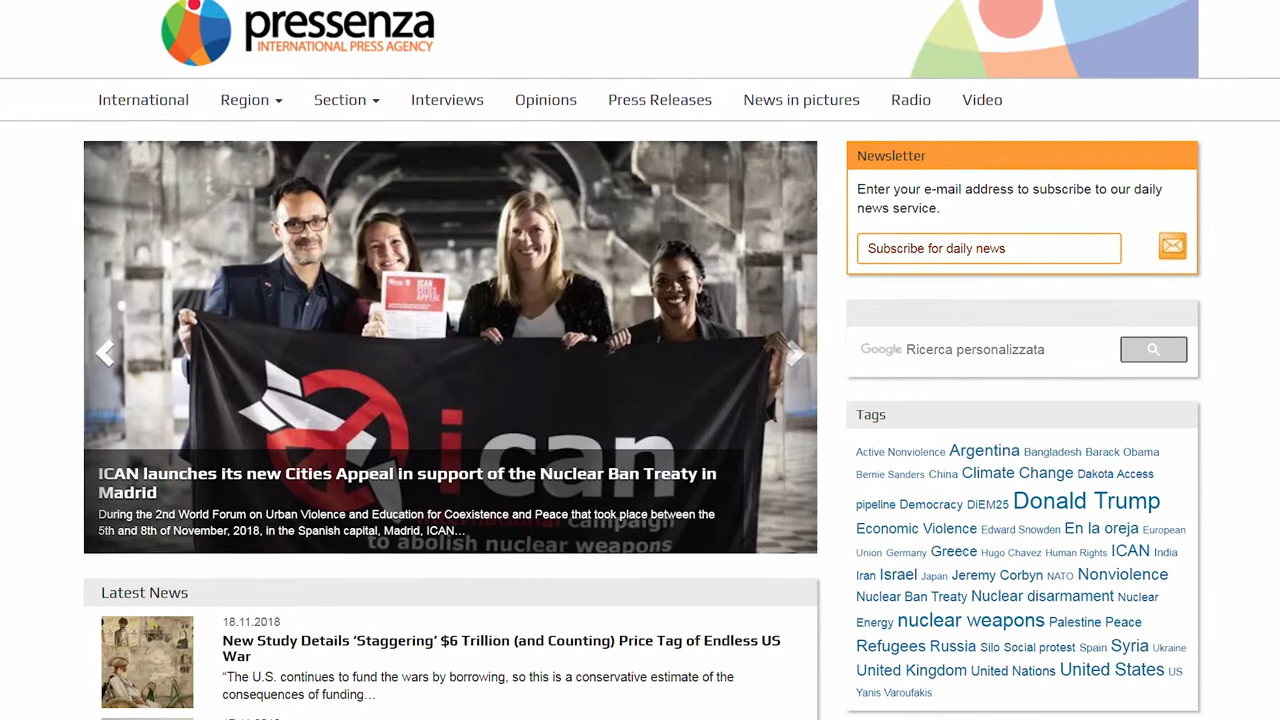 pressenza
INTERNATIONAL PRESS AGENCY
International Region Section Interviews Opinions Press Releases News in pictures Radio Video
ican
international campaign
to abolish nuclear weapons
ICAN
CITIES
APPEAL
ICAN launches its new Cities Appeal in support of the Nuclear Ban Treaty in
Madrid
During the 2nd World Forum on Urban Violence and Education for Coexistence and Peace that took place between the
5th and 8th of November, 2018, in the Spanish capital, Madrid, ICAN…
Latest News
18.11.2018
New Study Details ‘Staggering’ $6 Trillion (and Counting) Price Tag of Endless US
War
“The U.S. continues to fund the wars by borrowing, so this is a conservative estimate of the
consequences of funding…
17.11.2018
Newsletter
Enter your e-mail address to subscribe to our daily
news service.
Subscribe for daily news
Google Ricerca personalizzata
Tags
Active Nonviolence Argentina Bangladesh Barack Obama
Bernie Sanders China Climate Change Dakota Access
pipeline Democracy DiEM25 Donald Trump
Economic Violence Edward Snowden En la oreja European
Union Germany Greece Hugo Chavez Human Rights ICAN India
Iran Israel Japan Jeremy Corbyn NATO Nonviolence
Nuclear Ban Treaty Nuclear disarmament Nuclear
Energy nuclear weapons Palestine Peace
Refugees Russia Silo Social protest Spain Syria Ukraine
United Kingdom United Nations United States US
Yanis Varoufakis